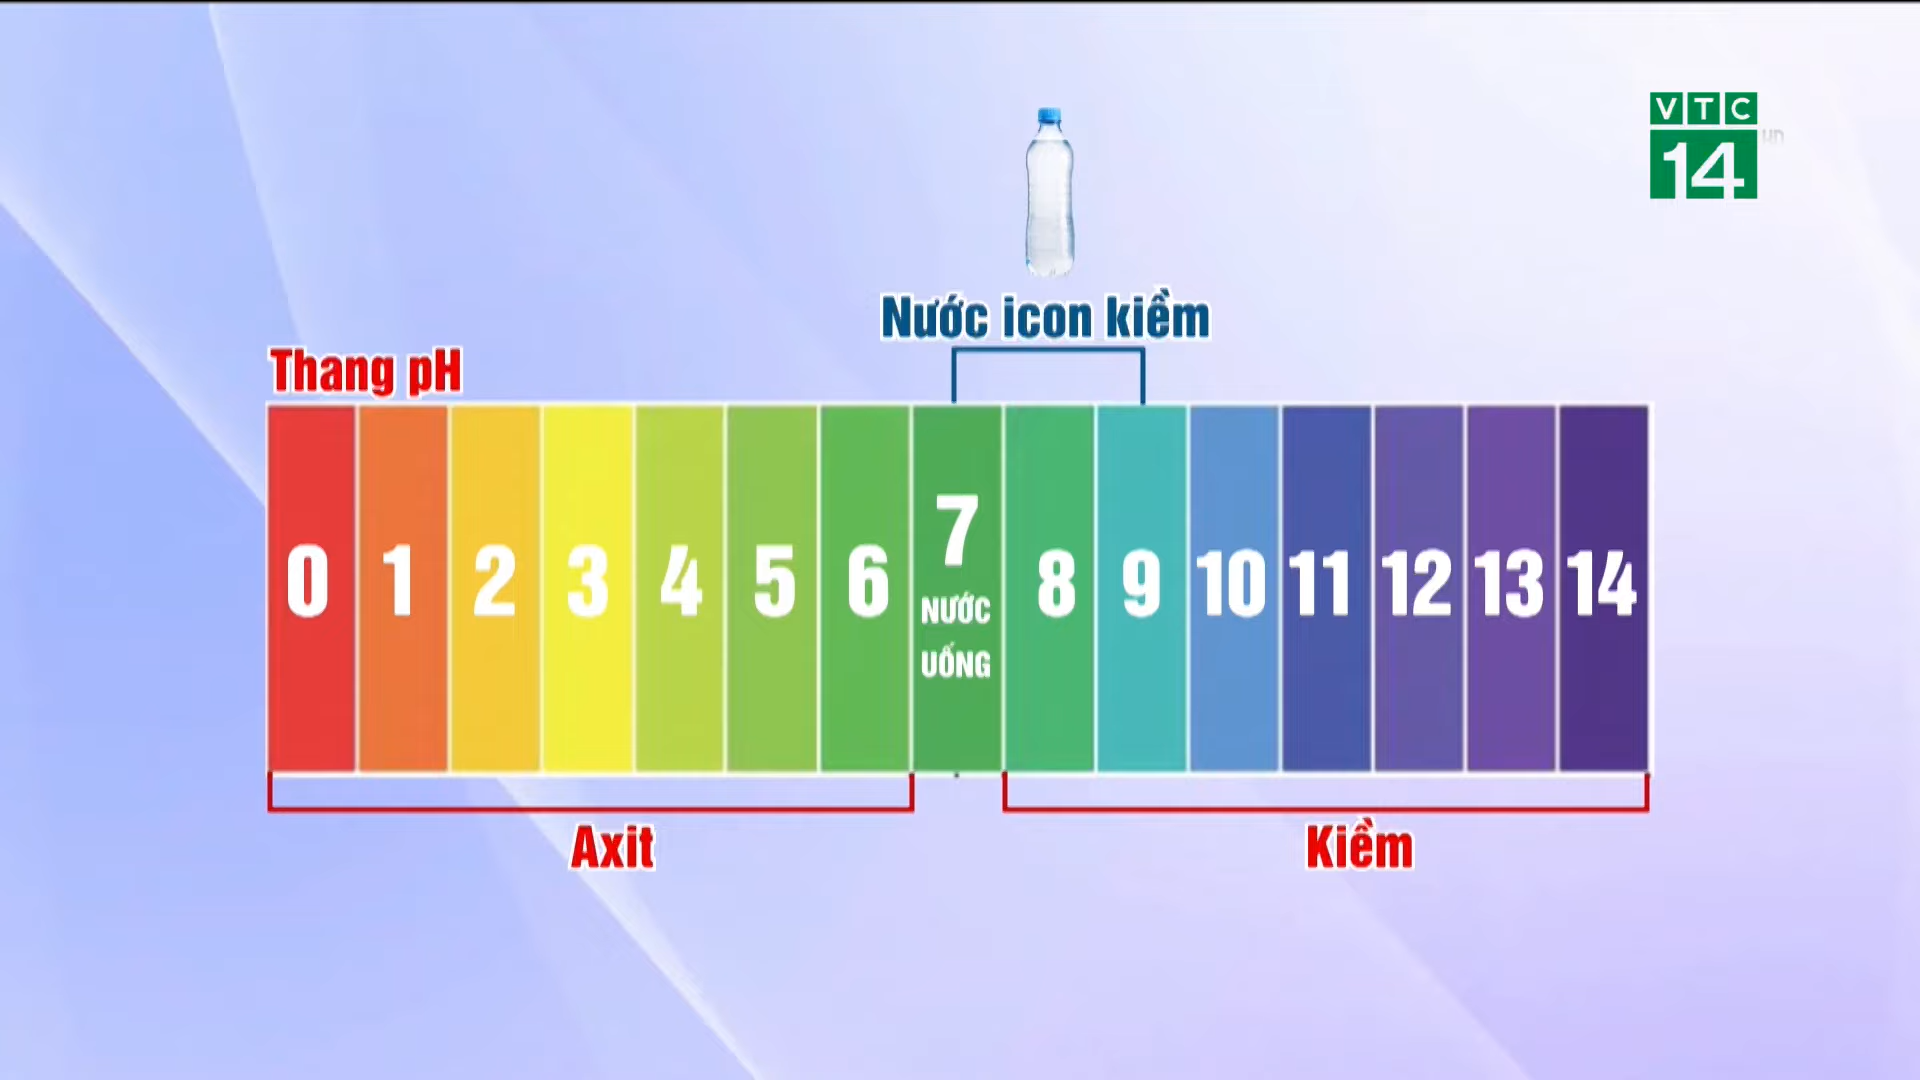 VTC
14
Nước icon kiềm
Thang pH
0 1 2 3 4 5 6 7 8 9 10 11 12 13 14
NƯỚC
UỐNG
Axit
Kiềm